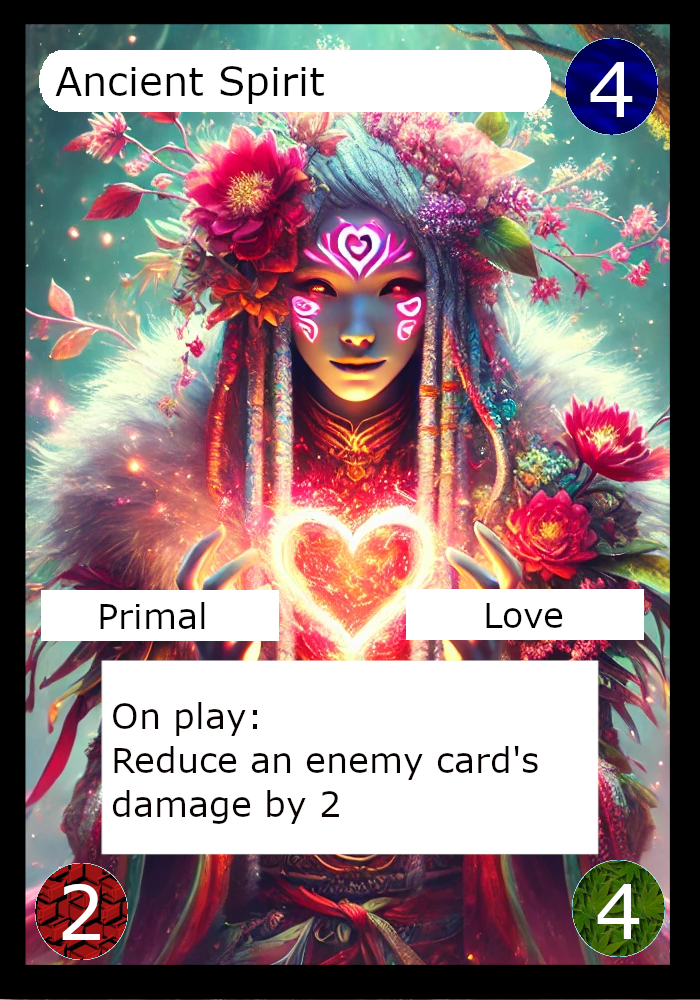 Ancient Spirit
4
Primal
Love
On play:
Reduce an enemy card's
damage by 2
2
4